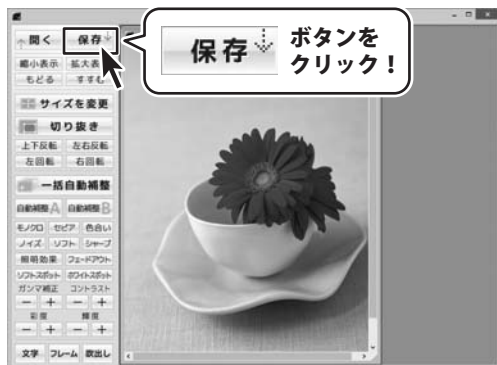 開く 保存
保存 ボタンを
クリック！
縮小表示 拡大表
もどる すすむ
サイズを変更
切り抜き
上下反転 左右反転
左回転 右回転
一括自動補整
自動補整A 自動補整B
モノクロ セピア 色合い
ノイズ ソフト シャープ
照明効果 フェードアウト
ソフトスポット ホワイトスポット
ガンマ補正 コントラスト
− + − +
彩度 輝度
− + − +
文字 フレーム 吹出し